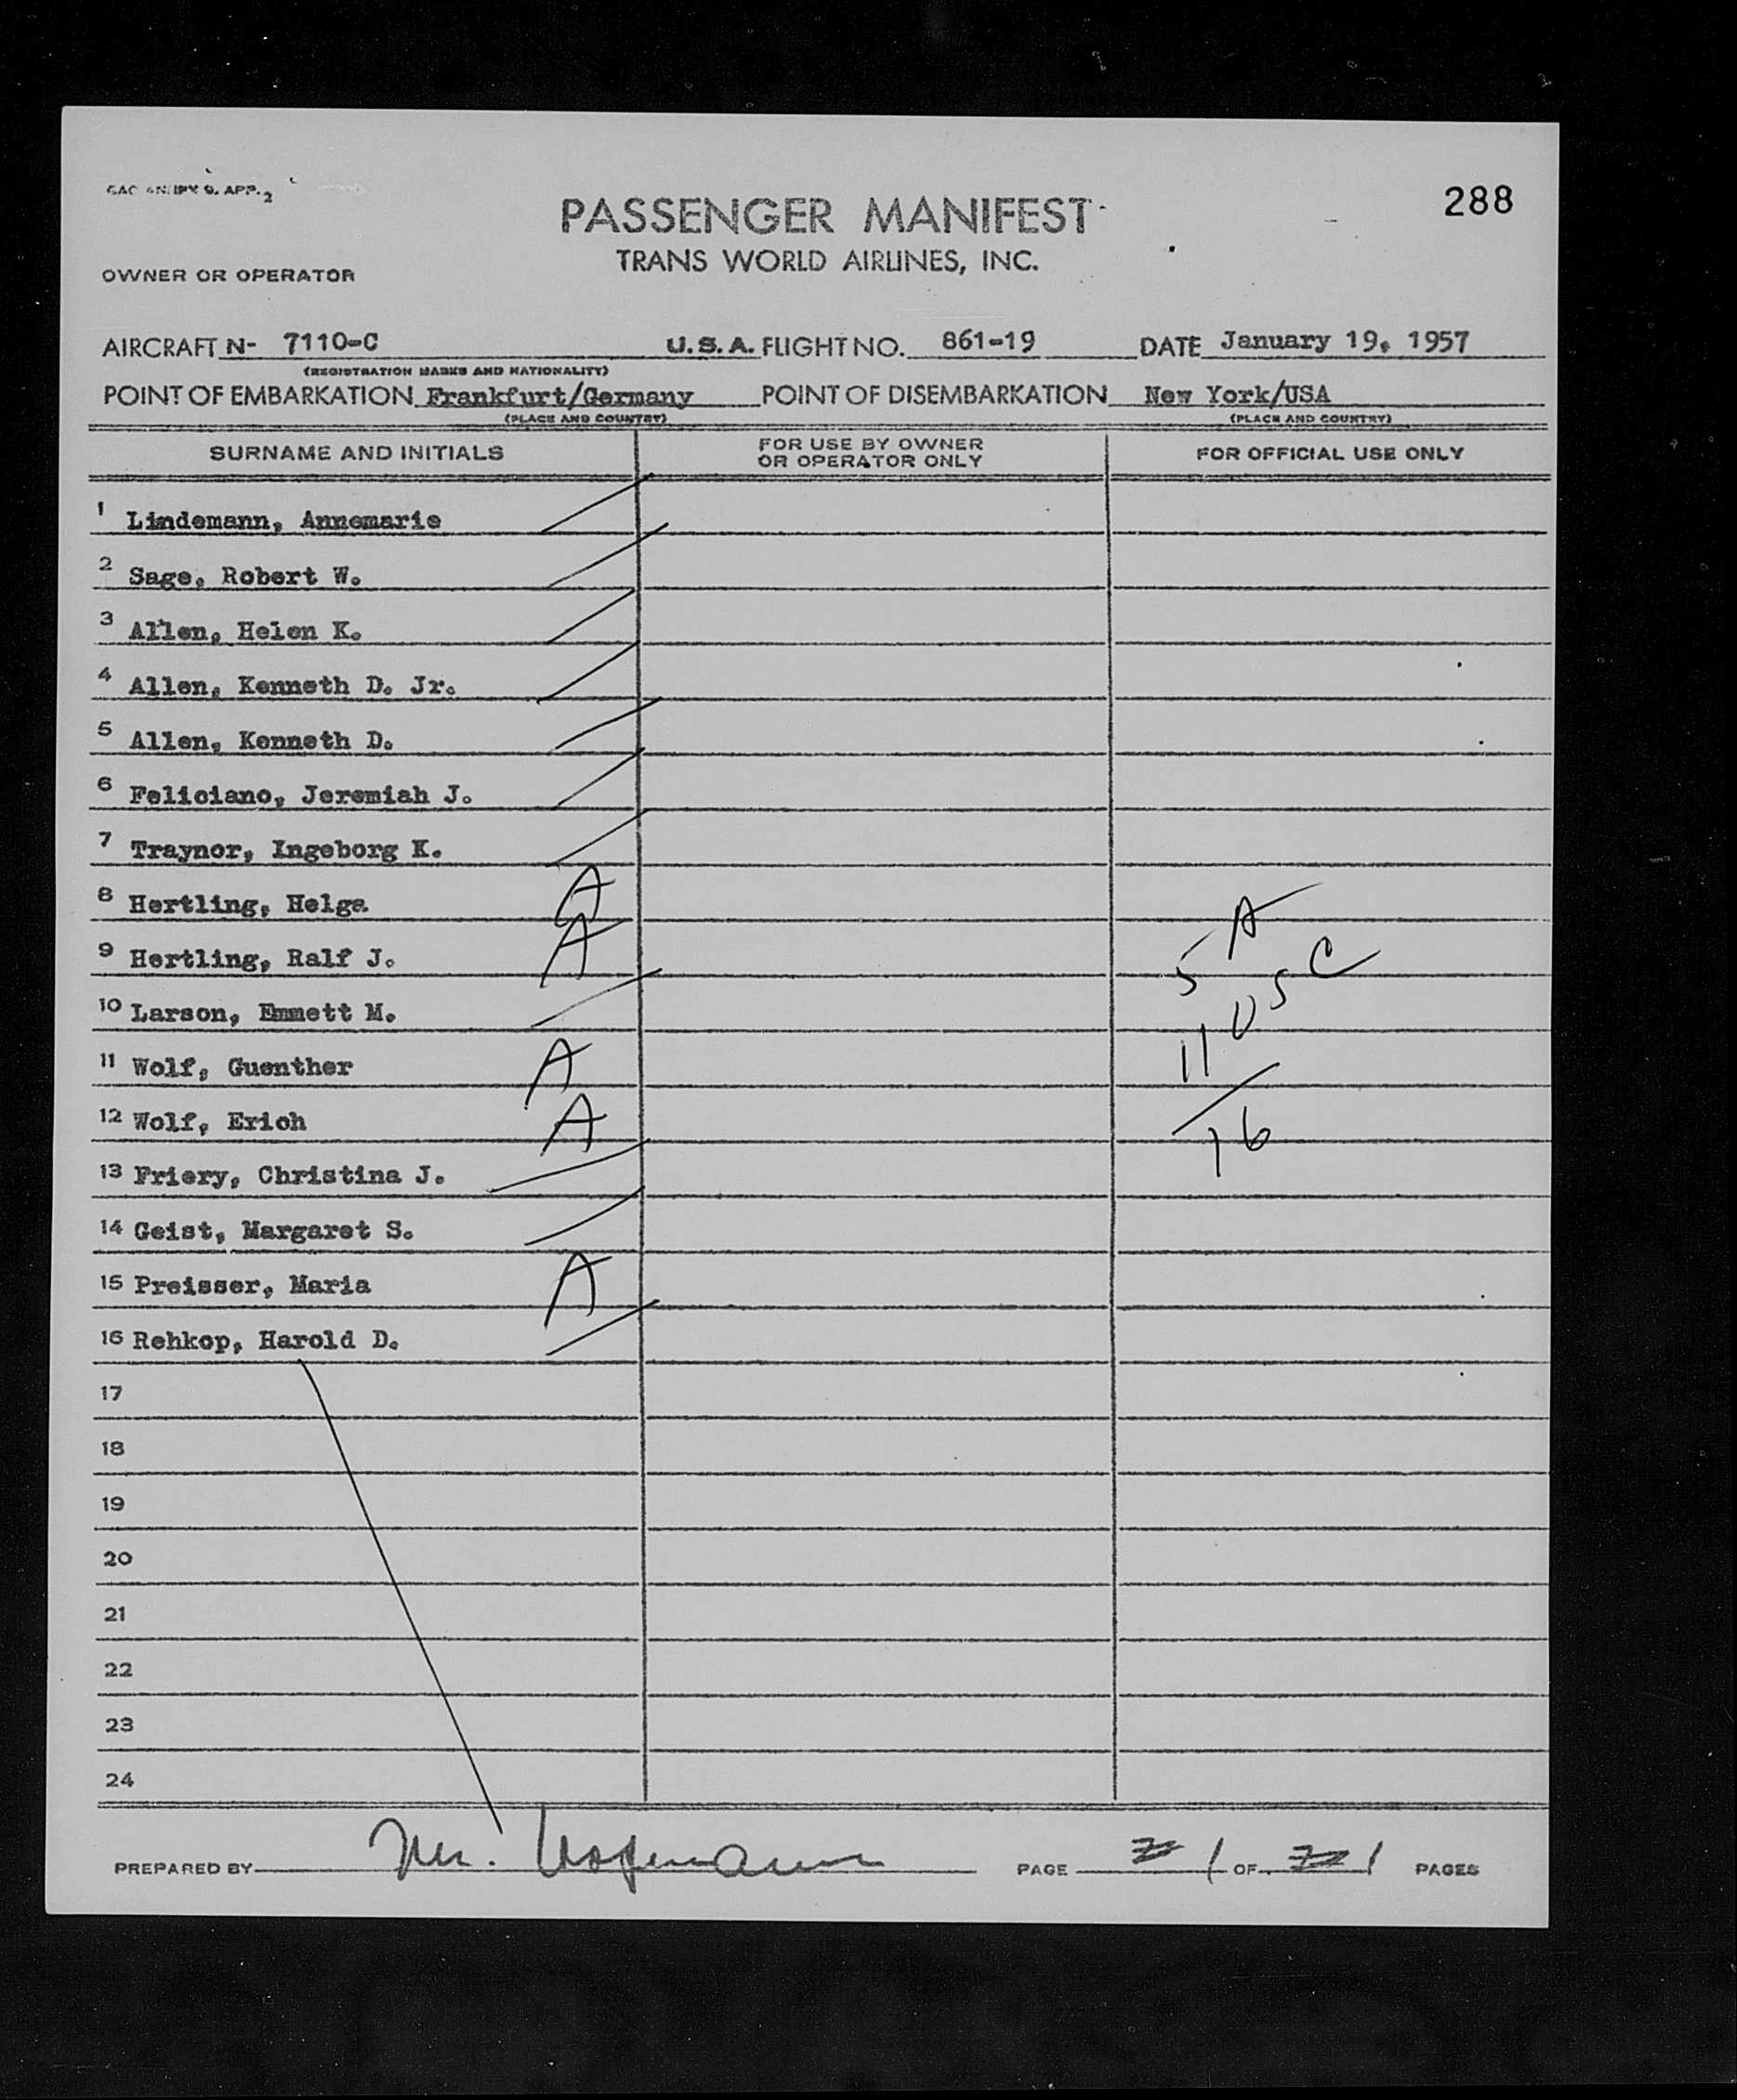 288
PASSENGER MANIFEST
TRANS WORLD AIRLINES, INC.
OWNER OR OPERATOR
AIRCRAFT N- 7110-C U.S.A. FLIGHT NO. 861-19 DATE January 19, 1957
(REGISTRATION MARKS AND NATIONALITY)
POINT OF EMBARKATION Frankfurt/Germany POINT OF DISEMBARKATION New York/USA
(PLACE AND COUNTRY) (PLACE AND COUNTRY)
SURNAME AND INITIALS FOR USE BY OWNER OR OPERATOR ONLY FOR OFFICIAL USE ONLY
1 Lindemann, Annemarie
2 Sage, Robert W.
3 Allen, Helen K.
4 Allen, Kenneth D. Jr.
5 Allen, Kenneth D.
6 Feliciano, Jeremiah J.
7 Traynor, Ingeborg K.
8 Hertling, Helga A
9 Hertling, Ralf J. A 5 A
10 Larson, Emmett M. 11 USC
11 Wolf, Guenther A
12 Wolf, Erich A 16
13 Friery, Christina J.
14 Geist, Margaret S.
15 Preisser, Maria A
16 Rehkop, Harold D.
17
18
19
20
21
22
23
24
PREPARED BY PAGE 1 OF 1 PAGES